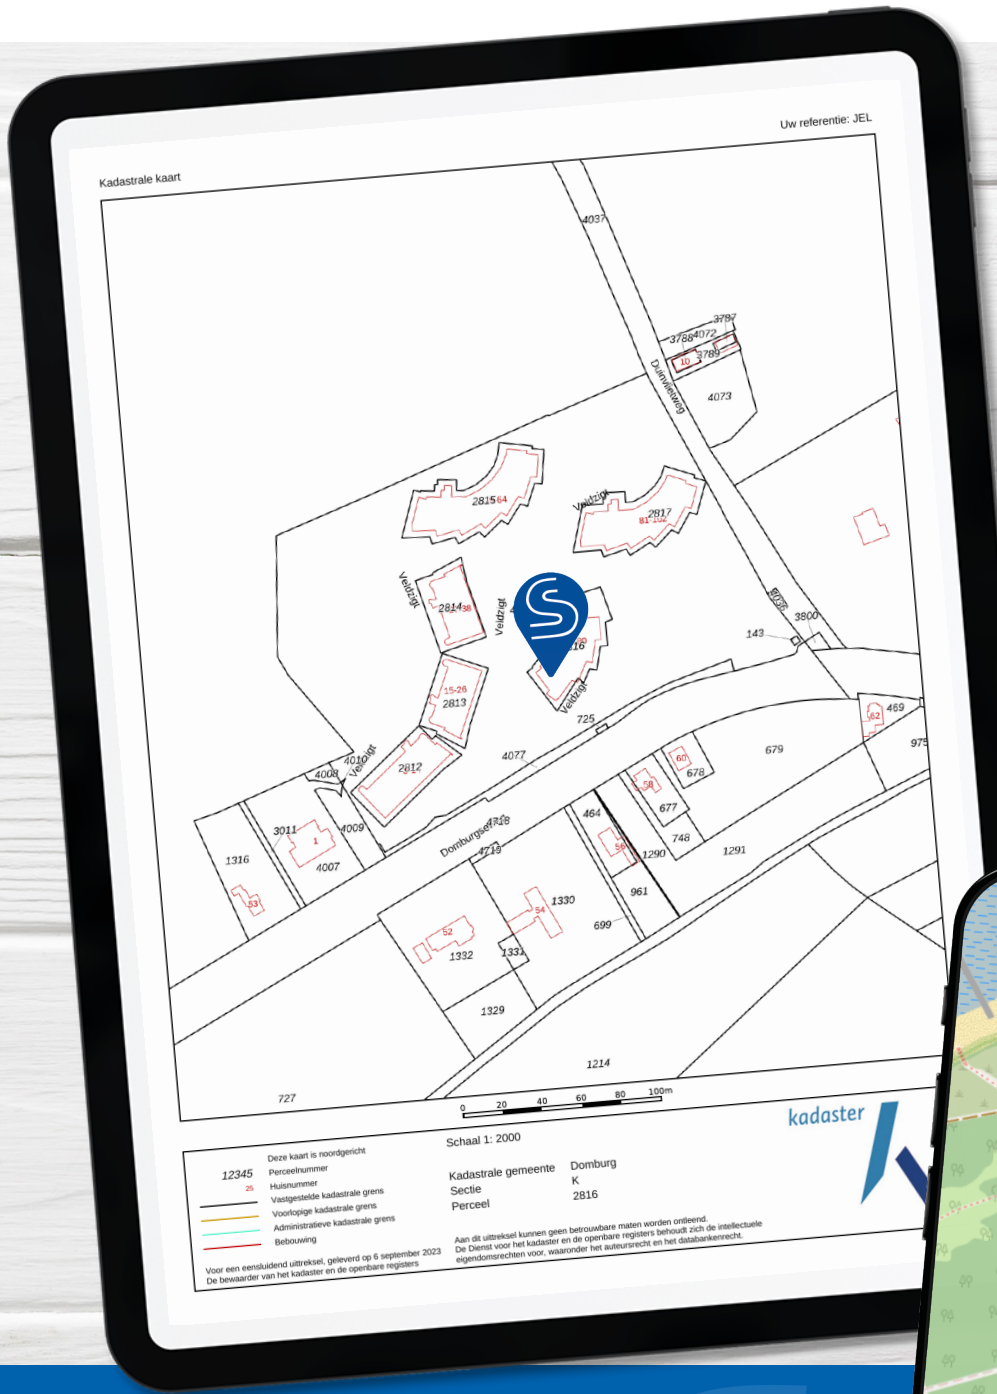 Uw referentie: JEL
Kadastrale kaart
4037
3787
3788
4072
3789
10
Duinvlietweg
4073
2815
64
Veldzigt
2817
81-102
Veldzigt
2814
38
Veldzigt
3800
143
15-26
2813
Veldzigt
725
469
62
975
4077
679
60
678
4010
4008
Veldzigt
2812
58
677
464
748
3011
4009
1
4007
1316
53
4719
56
1290
1291
961
1330
54
699
52
1332
1331
1329
1214
727
0 20 40 60 80 100m
Schaal 1: 2000
kadaster
Deze kaart is noordgericht
12345 Perceelnummer
25 Huisnummer
Vastgestelde kadastrale grens
Voorlopige kadastrale grens
Administratieve kadastrale grens
Bebouwing
Kadastrale gemeente Domburg
Sectie K
Perceel 2816
Voor een eensluidend uittreksel, geleverd op 6 september 2023
De bewaarder van het kadaster en de openbare registers
Aan dit uittreksel kunnen geen betrouwbare maten worden ontleend.
De Dienst voor het kadaster en de openbare registers behoudt zich de intellectuele
eigendomsrechten voor, waaronder het auteursrecht en het databankenrecht.